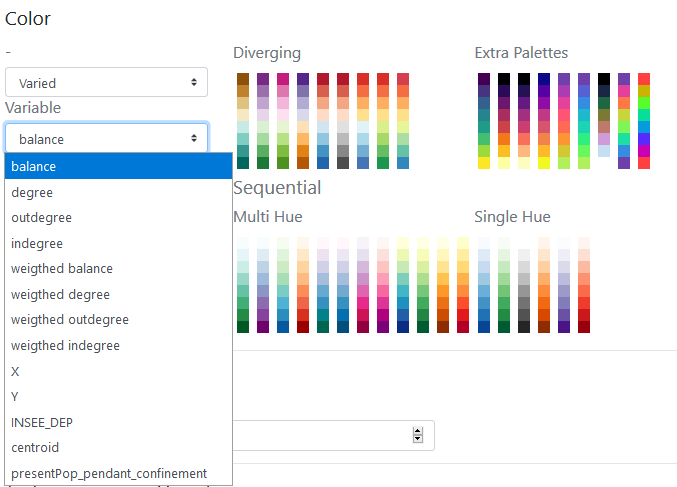 Color
-
Varied
Variable
balance
balance
degree
outdegree
indegree
weigthed balance
weigthed degree
weigthed outdegree
weigthed indegree
X
Y
INSEE_DEP
centroid
presentPop_pendant_confinement
Diverging
Extra Palettes
Sequential
Multi Hue
Single Hue